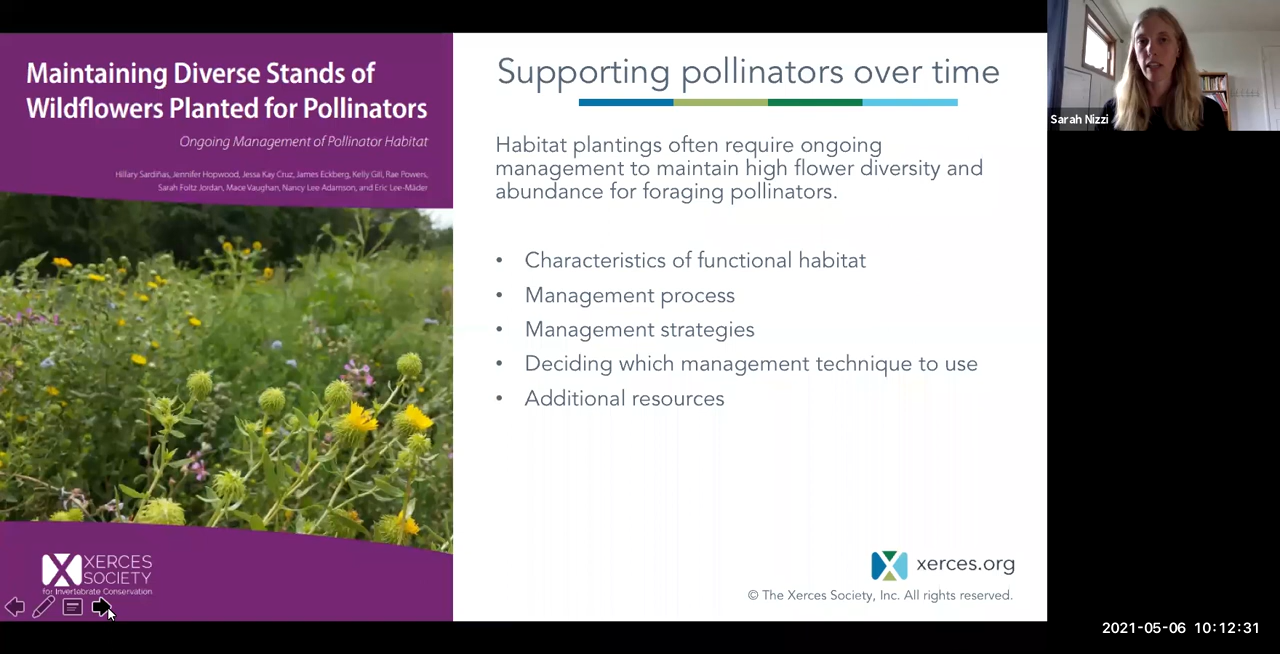 Maintaining Diverse Stands of
Wildflowers Planted for Pollinators
Ongoing Management of Pollinator Habitat
Hillary Sardiñas, Jennifer Hopwood, Jessa Kay Cruz, James Eckberg, Kelly Gill, Rae Powers,
Sarah Foltz Jordan, Mace Vaughan, Nancy Lee Adamson, and Eric Lee-Mäder
XERCES
SOCIETY
for Invertebrate Conservation
Supporting pollinators over time
Habitat plantings often require ongoing
management to maintain high flower diversity and
abundance for foraging pollinators.
• Characteristics of functional habitat
• Management process
• Management strategies
• Deciding which management technique to use
• Additional resources
xerces.org
© The Xerces Society, Inc. All rights reserved.
Sarah Nizzi
2021-05-06 10:12:31